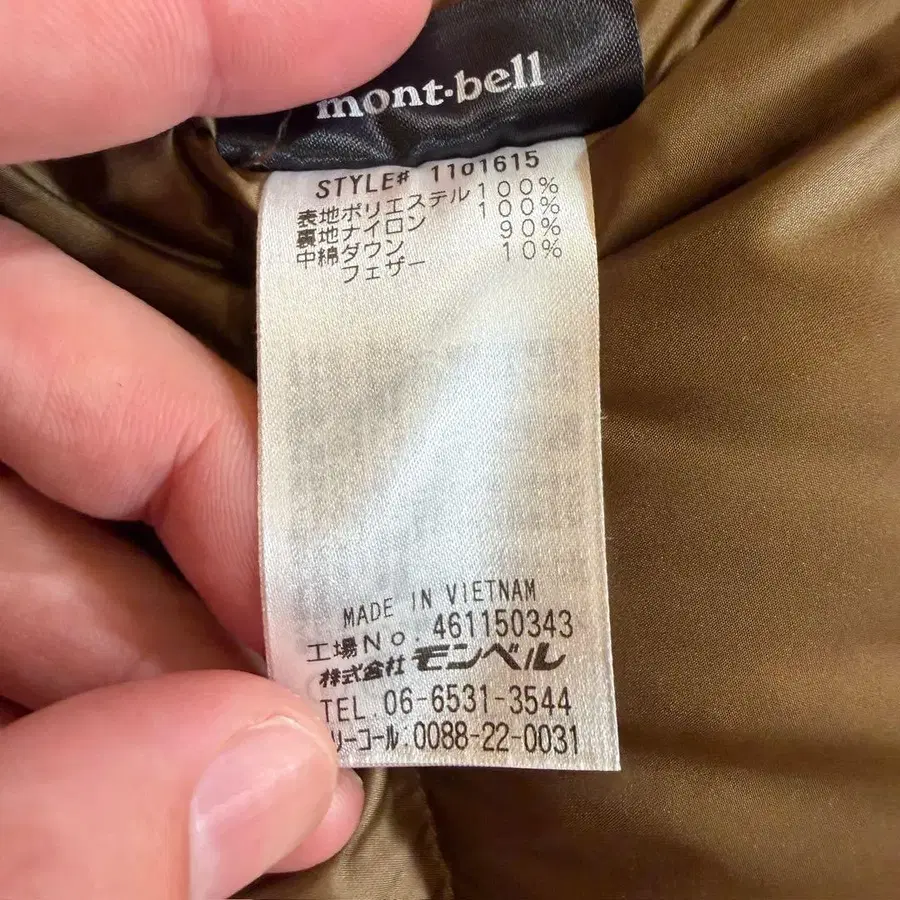 mont·bell
STYLE# 1101615
表地ポリエステル 100%
裏地ナイロン 100%
中綿ダウン 90%
フェザー 10%
MADE IN VIETNAM
工場No. 461150343
株式会社 モンベル
TEL.06-6531-3544
リーコール:0088-22-0031